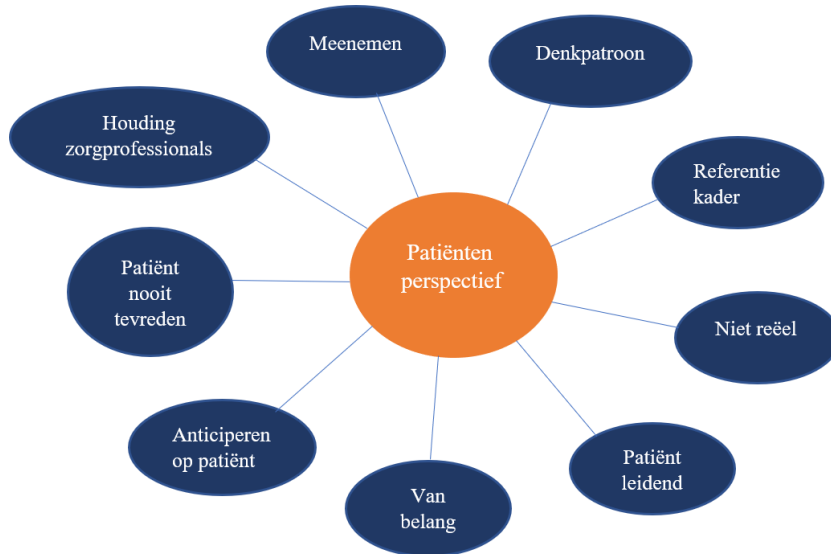 Meenemen
Denkpatroon
Houding
zorgprofessionals
Referentie
kader
Patiënten
perspectief
Patiënt
nooit
tevreden
Niet reëel
Anticiperen
op patiënt
Patiënt
leidend
Van
belang